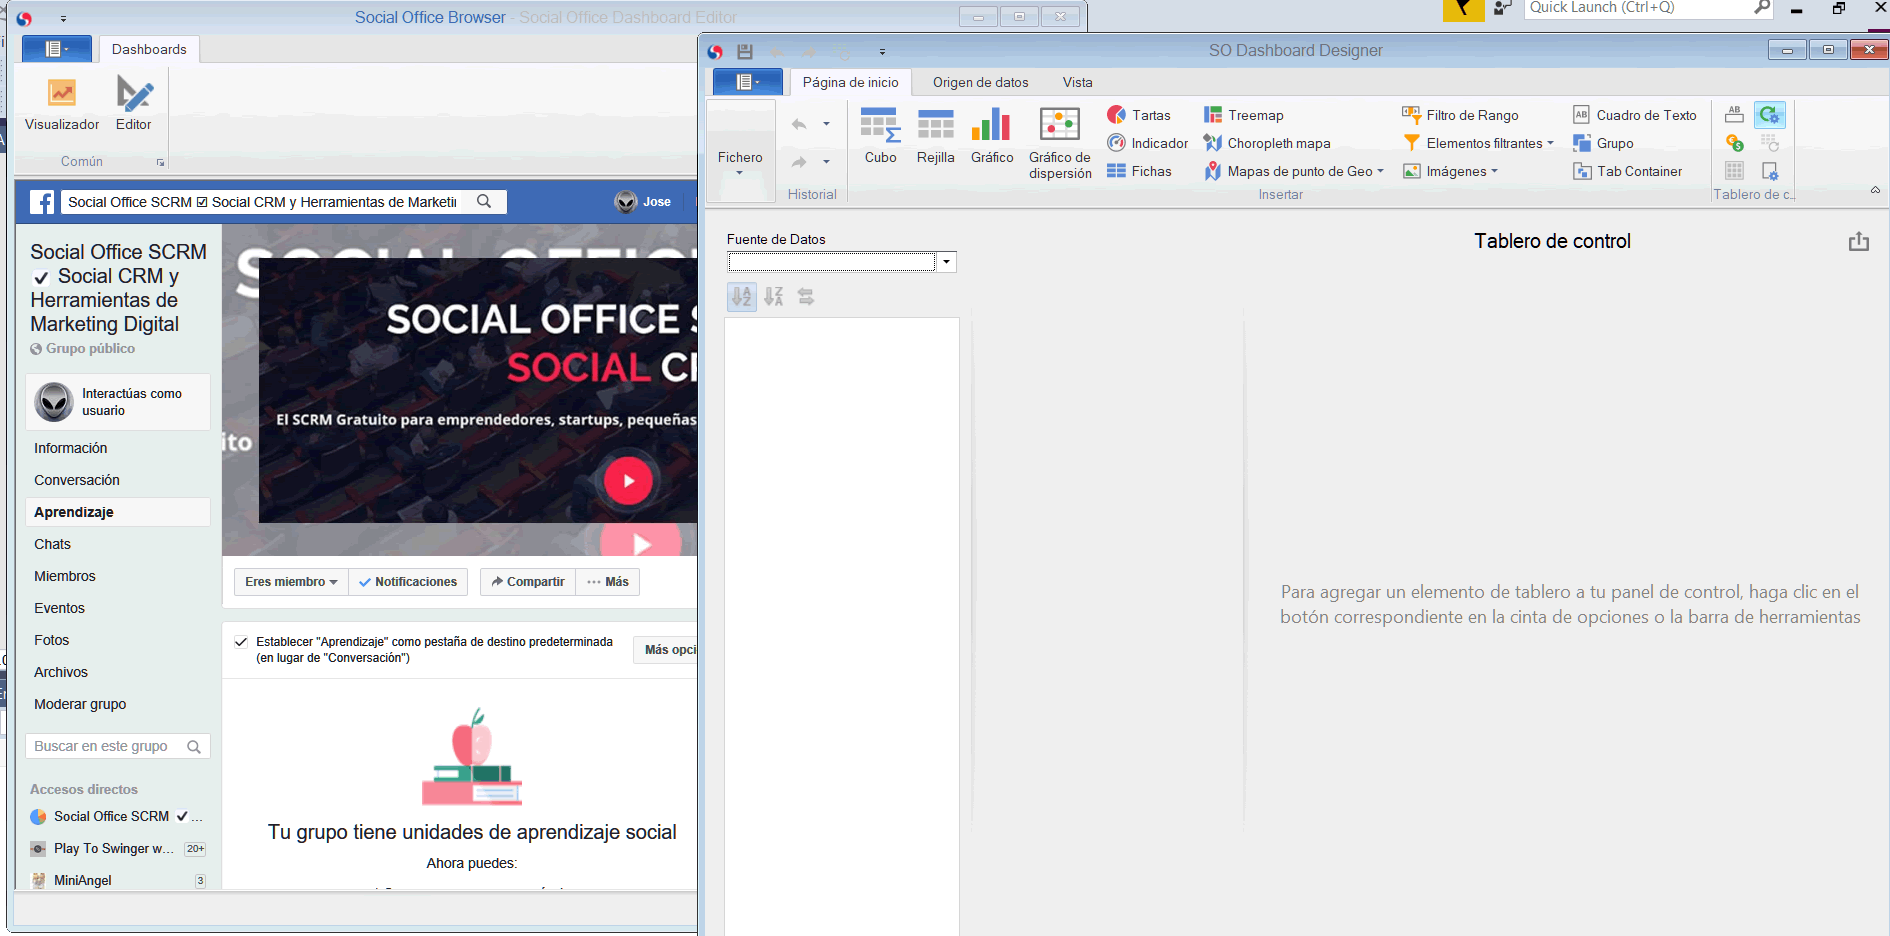 Social Office Browser - Social Office Dashboard Editor
Quick Launch (Ctrl+Q)
Dashboards
Visualizador
Editor
Común
SO Dashboard Designer
Página de inicio
Origen de datos
Vista
Fichero
Historial
Cubo
Rejilla
Gráfico
Gráfico de
dispersión
Tartas
Indicador
Fichas
Treemap
Choropleth mapa
Mapas de punto de Geo
Filtro de Rango
Elementos filtrantes
Imágenes
Cuadro de Texto
Grupo
Tab Container
Insertar
Tablero de c...
Social Office SCRM ☑ Social CRM y Herramientas de Marketi
Jose
Social Office SCRM
✔ Social CRM y
Herramientas de
Marketing Digital
Grupo público
Interactúas como
usuario
Información
Conversación
Aprendizaje
Chats
Miembros
Eventos
Fotos
Archivos
Moderar grupo
Buscar en este grupo
Accesos directos
Social Office SCRM ✔ ...
Play To Swinger w... 20+
MiniAngel 3
SOCIAL OFFICE S
SOCIAL CR
El SCRM Gratuito para emprendedores, startups, pequeñas
ito
Eres miembro
Notificaciones
Compartir
Más
Establecer "Aprendizaje" como pestaña de destino predeterminada
(en lugar de "Conversación")
Más opci
Tu grupo tiene unidades de aprendizaje social
Ahora puedes:
Fuente de Datos
Tablero de control
Para agregar un elemento de tablero a tu panel de control, haga clic en el
botón correspondiente en la cinta de opciones o la barra de herramientas